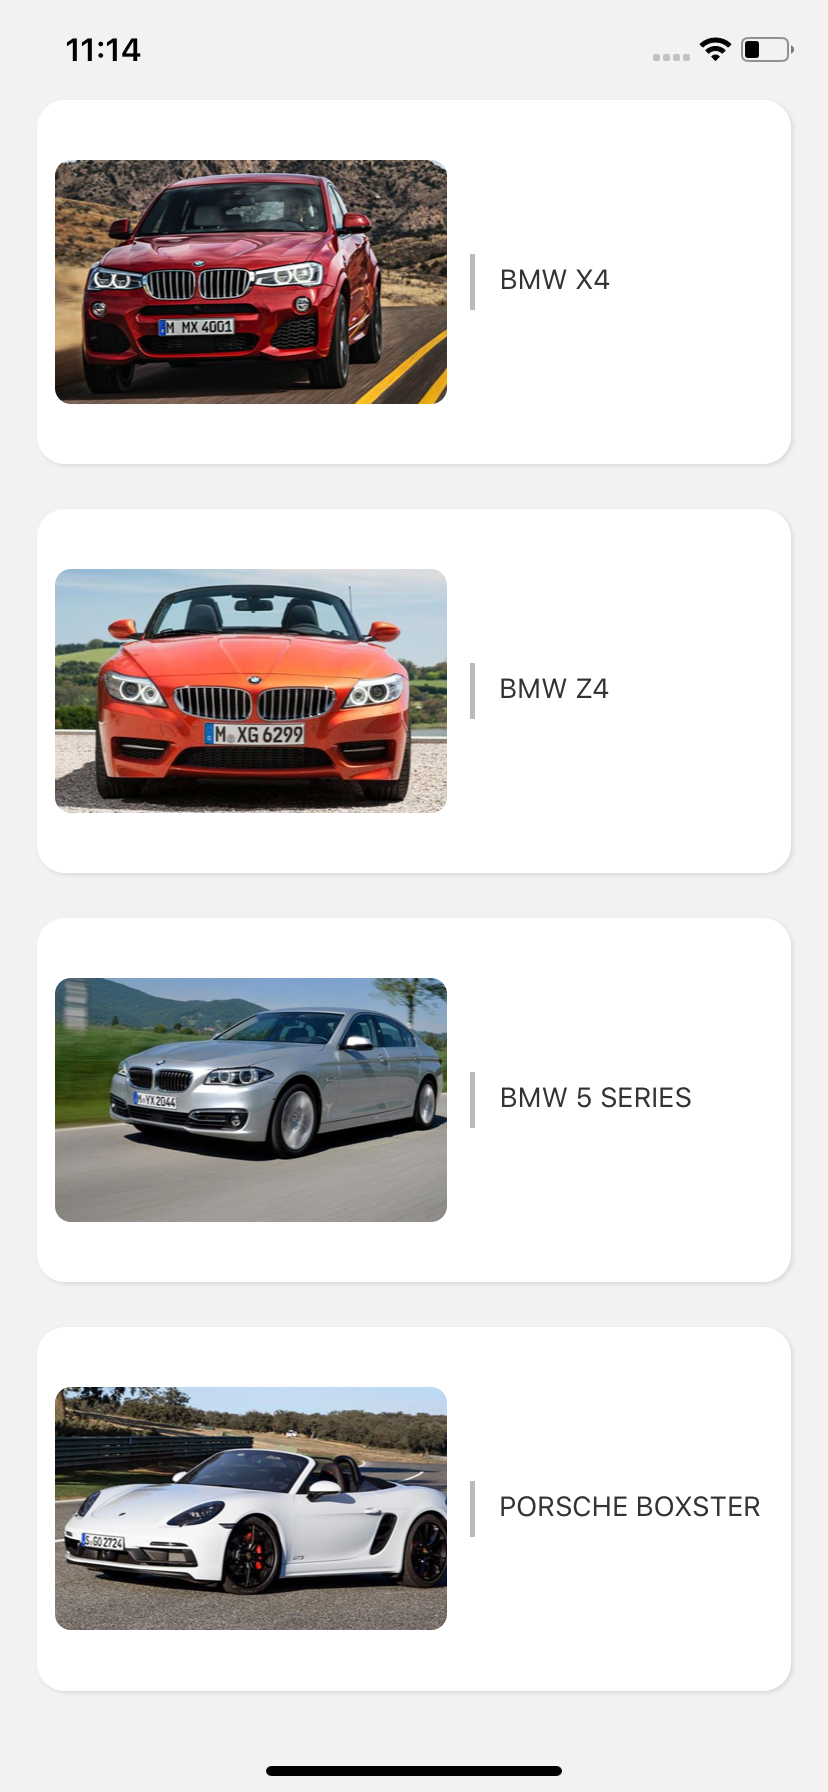 11:14
M MX 4001
BMW X4
M XG 6299
BMW Z4
M YX 2044
BMW 5 SERIES
S GO 2724
GTS
PORSCHE BOXSTER